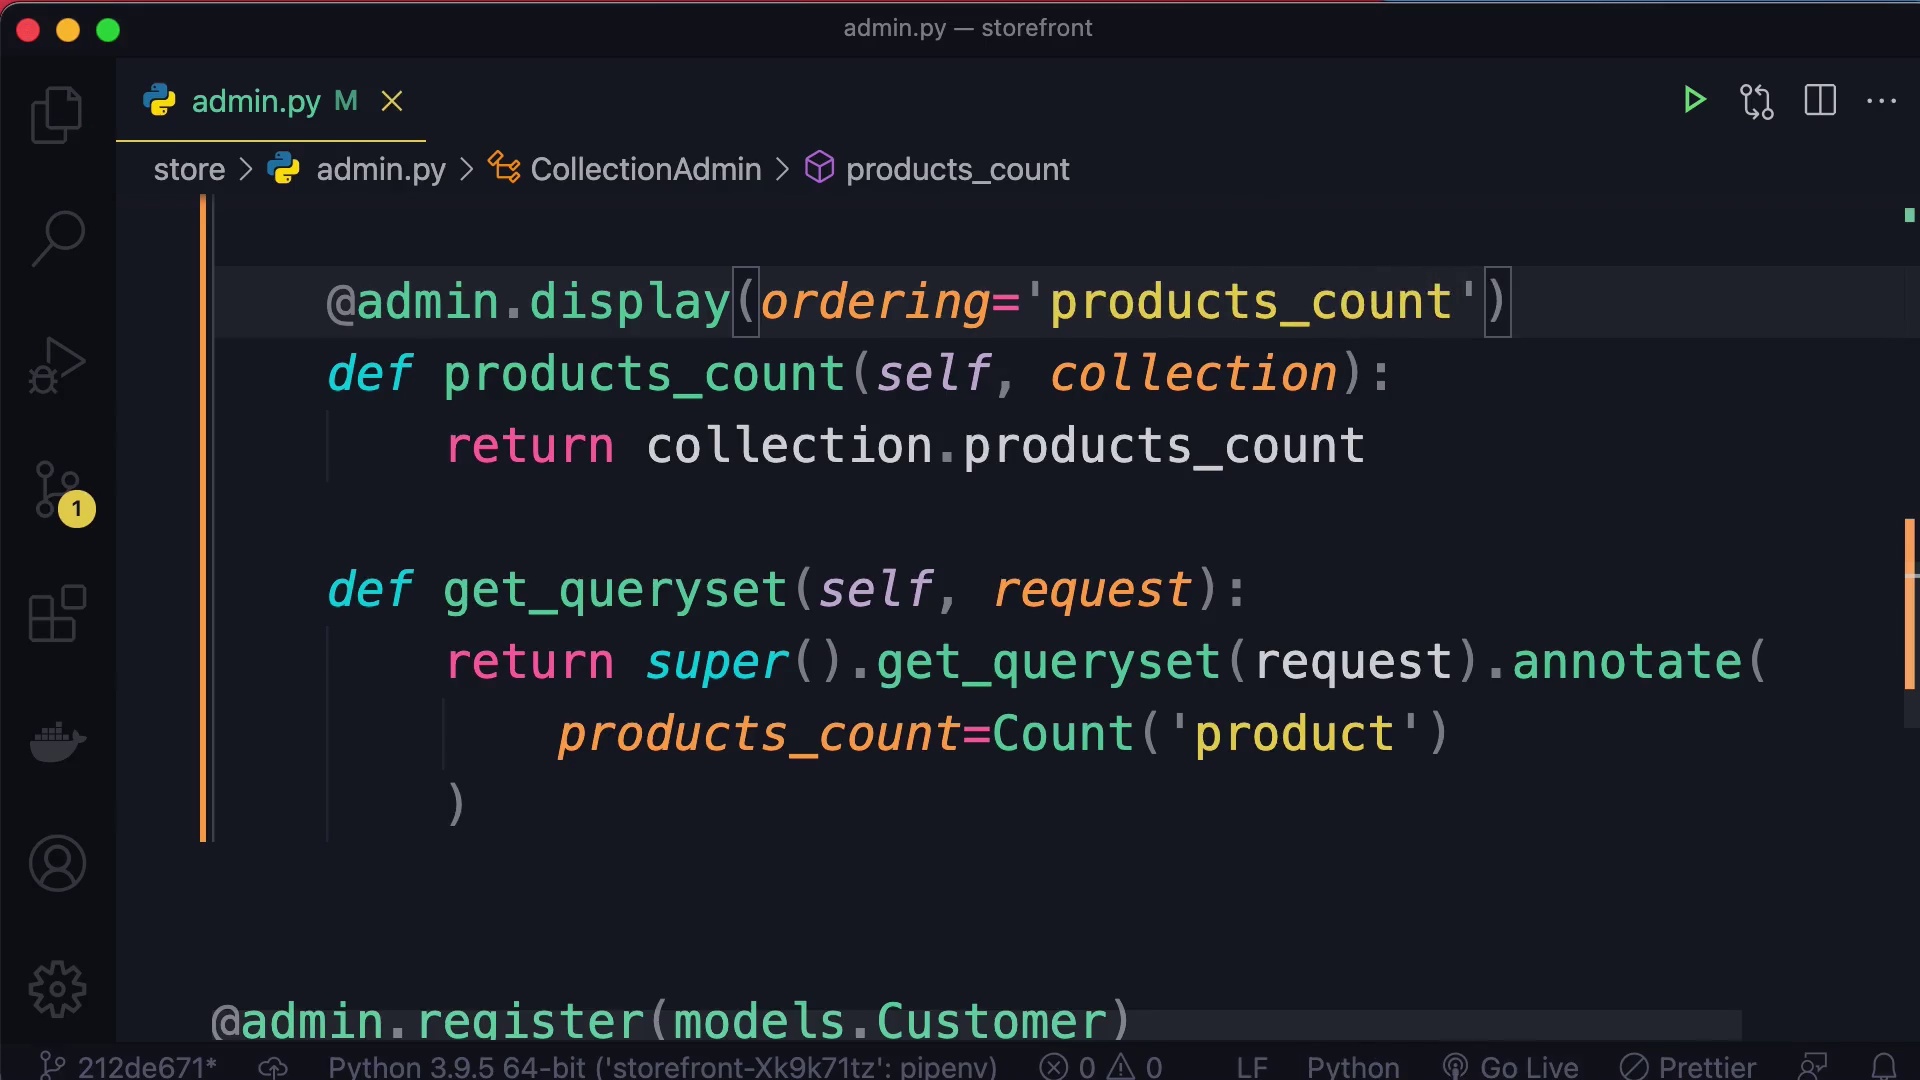 admin.py — storefront
admin.py M
store > admin.py > CollectionAdmin > products_count
@admin.display(ordering='products_count')
def products_count(self, collection):
return collection.products_count
def get_queryset(self, request):
return super().get_queryset(request).annotate(
products_count=Count('product')
)
@admin.register(models.Customer)
1
212de671* Python 3.9.5 64-bit ('storefront-Xk9k71tz': pipenv) 0 0 LF Python Go Live Prettier